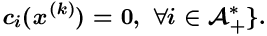 c_i(x^{(k)}) = 0, ∀i ∈ 𝒜_+^*}.